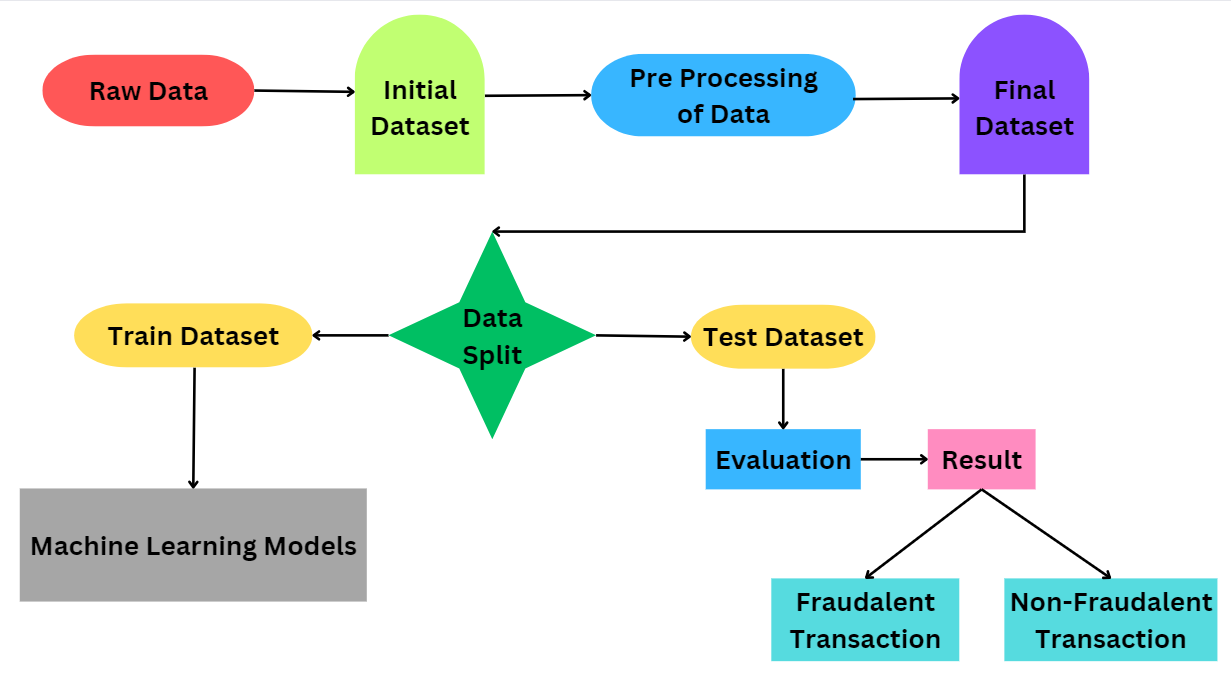 Raw Data
Initial
Dataset
Pre Processing
of Data
Final
Dataset
Data
Split
Train Dataset
Test Dataset
Evaluation
Result
Machine Learning Models
Fraudalent
Transaction
Non-Fraudalent
Transaction